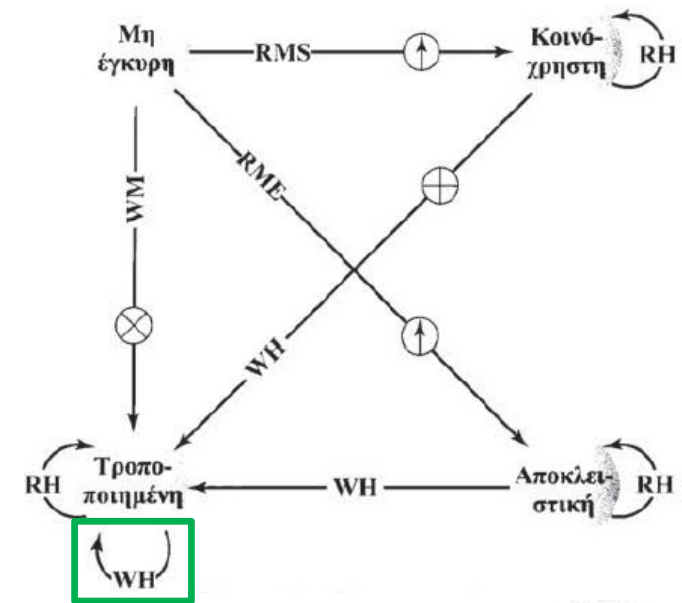 Μη
έγκυρη
RMS
Κοινό-
χρηστη
RH
RME
WM
WH
Τροπο-
ποιημένη
RH
WH
WH
Αποκλει-
στική
RH